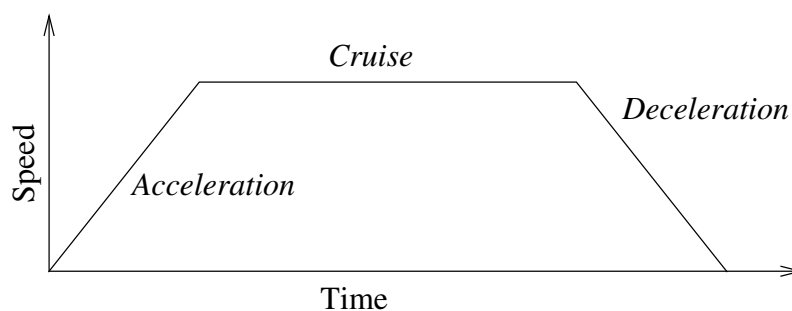 Cruise
Deceleration
Acceleration
Speed
Time